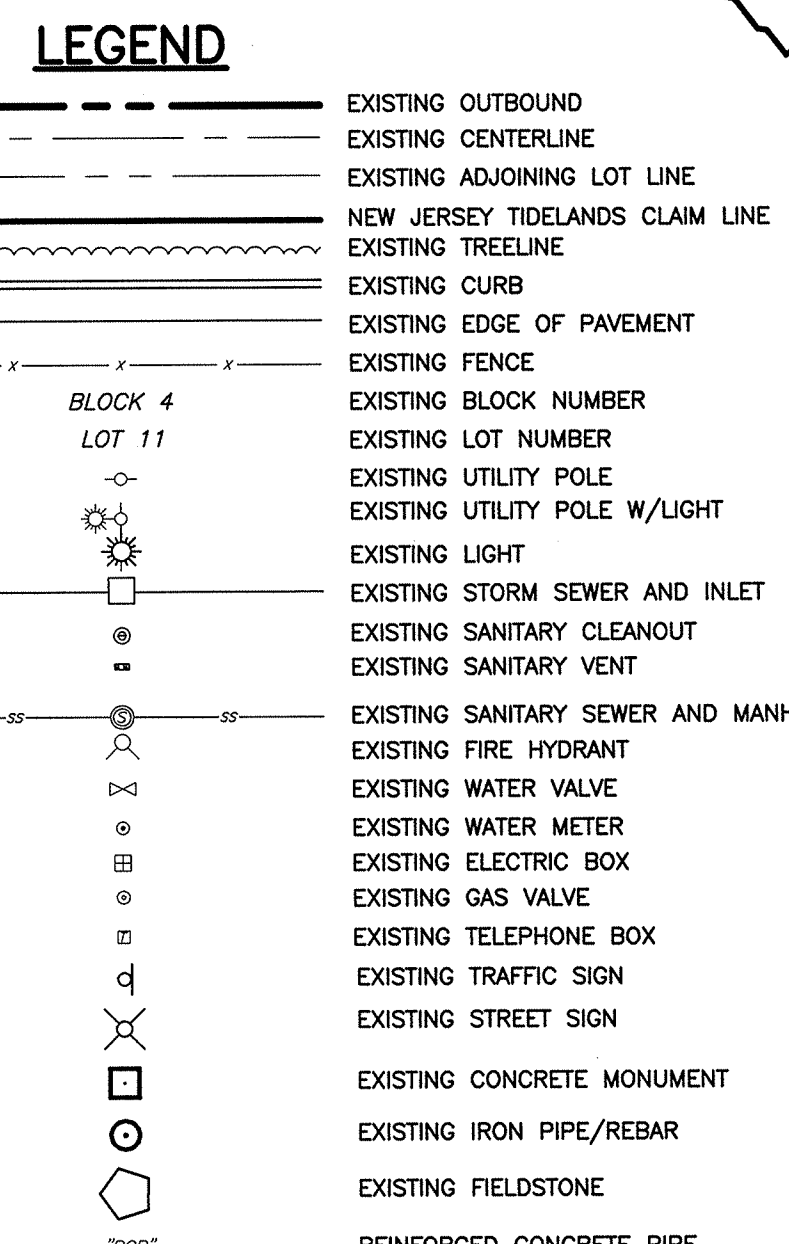 LEGEND
EXISTING OUTBOUND
EXISTING CENTERLINE
EXISTING ADJOINING LOT LINE
NEW JERSEY TIDELANDS CLAIM LINE
EXISTING TREELINE
EXISTING CURB
EXISTING EDGE OF PAVEMENT
X X X EXISTING FENCE
BLOCK 4 EXISTING BLOCK NUMBER
LOT 11 EXISTING LOT NUMBER
EXISTING UTILITY POLE
EXISTING UTILITY POLE W/LIGHT
EXISTING LIGHT
EXISTING STORM SEWER AND INLET
EXISTING SANITARY CLEANOUT
EXISTING SANITARY VENT
SS S SS EXISTING SANITARY SEWER AND MANH
EXISTING FIRE HYDRANT
EXISTING WATER VALVE
EXISTING WATER METER
EXISTING ELECTRIC BOX
EXISTING GAS VALVE
T EXISTING TELEPHONE BOX
EXISTING TRAFFIC SIGN
EXISTING STREET SIGN
EXISTING CONCRETE MONUMENT
EXISTING IRON PIPE/REBAR
EXISTING FIELDSTONE
REINFORCED CONCRETE PIPE